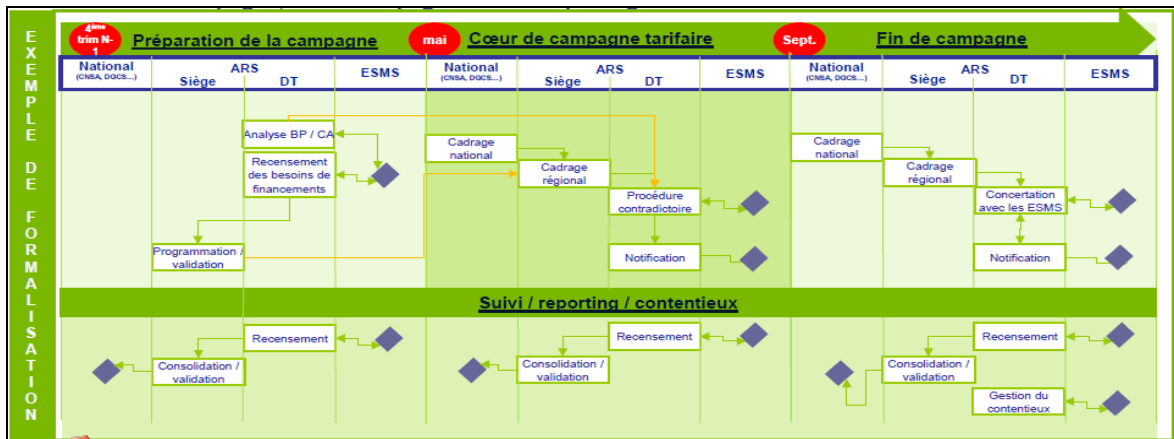 EXEMPLE DE FORMALISATION
4ème
trim N-
1
Préparation de la campagne
mai
Cœur de campagne tarifaire
Sept.
Fin de campagne
National
(CNSA, DGCS...)
ARS
Siège DT
ESMS
National
(CNSA, DGCS...)
ARS
Siège DT
ESMS
National
(CNSA, DGCS...)
ARS
Siège DT
ESMS
Analyse BP / CA
Recensement
des besoins de
financements
Programmation /
validation
Cadrage
national
Cadrage
régional
Procédure
contradictoire
Notification
Cadrage
national
Cadrage
régional
Concertation
avec les ESMS
Notification
Suivi / reporting / contentieux
Recensement
Consolidation /
validation
Recensement
Consolidation /
validation
Recensement
Consolidation /
validation
Gestion du
contentieux